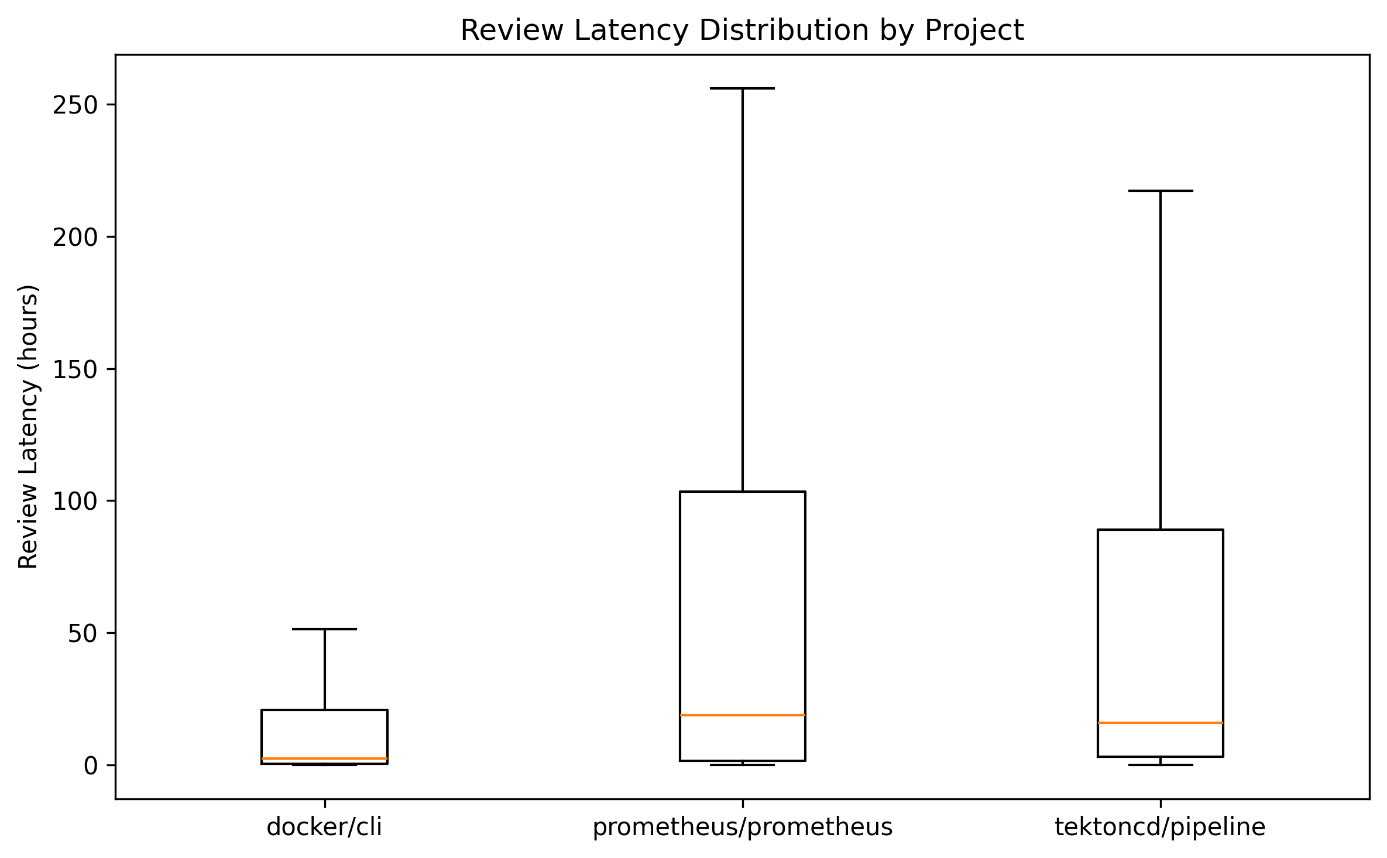 Review Latency Distribution by Project
Review Latency (hours)
250
200
150
100
50
0
docker/cli
prometheus/prometheus
tektoncd/pipeline